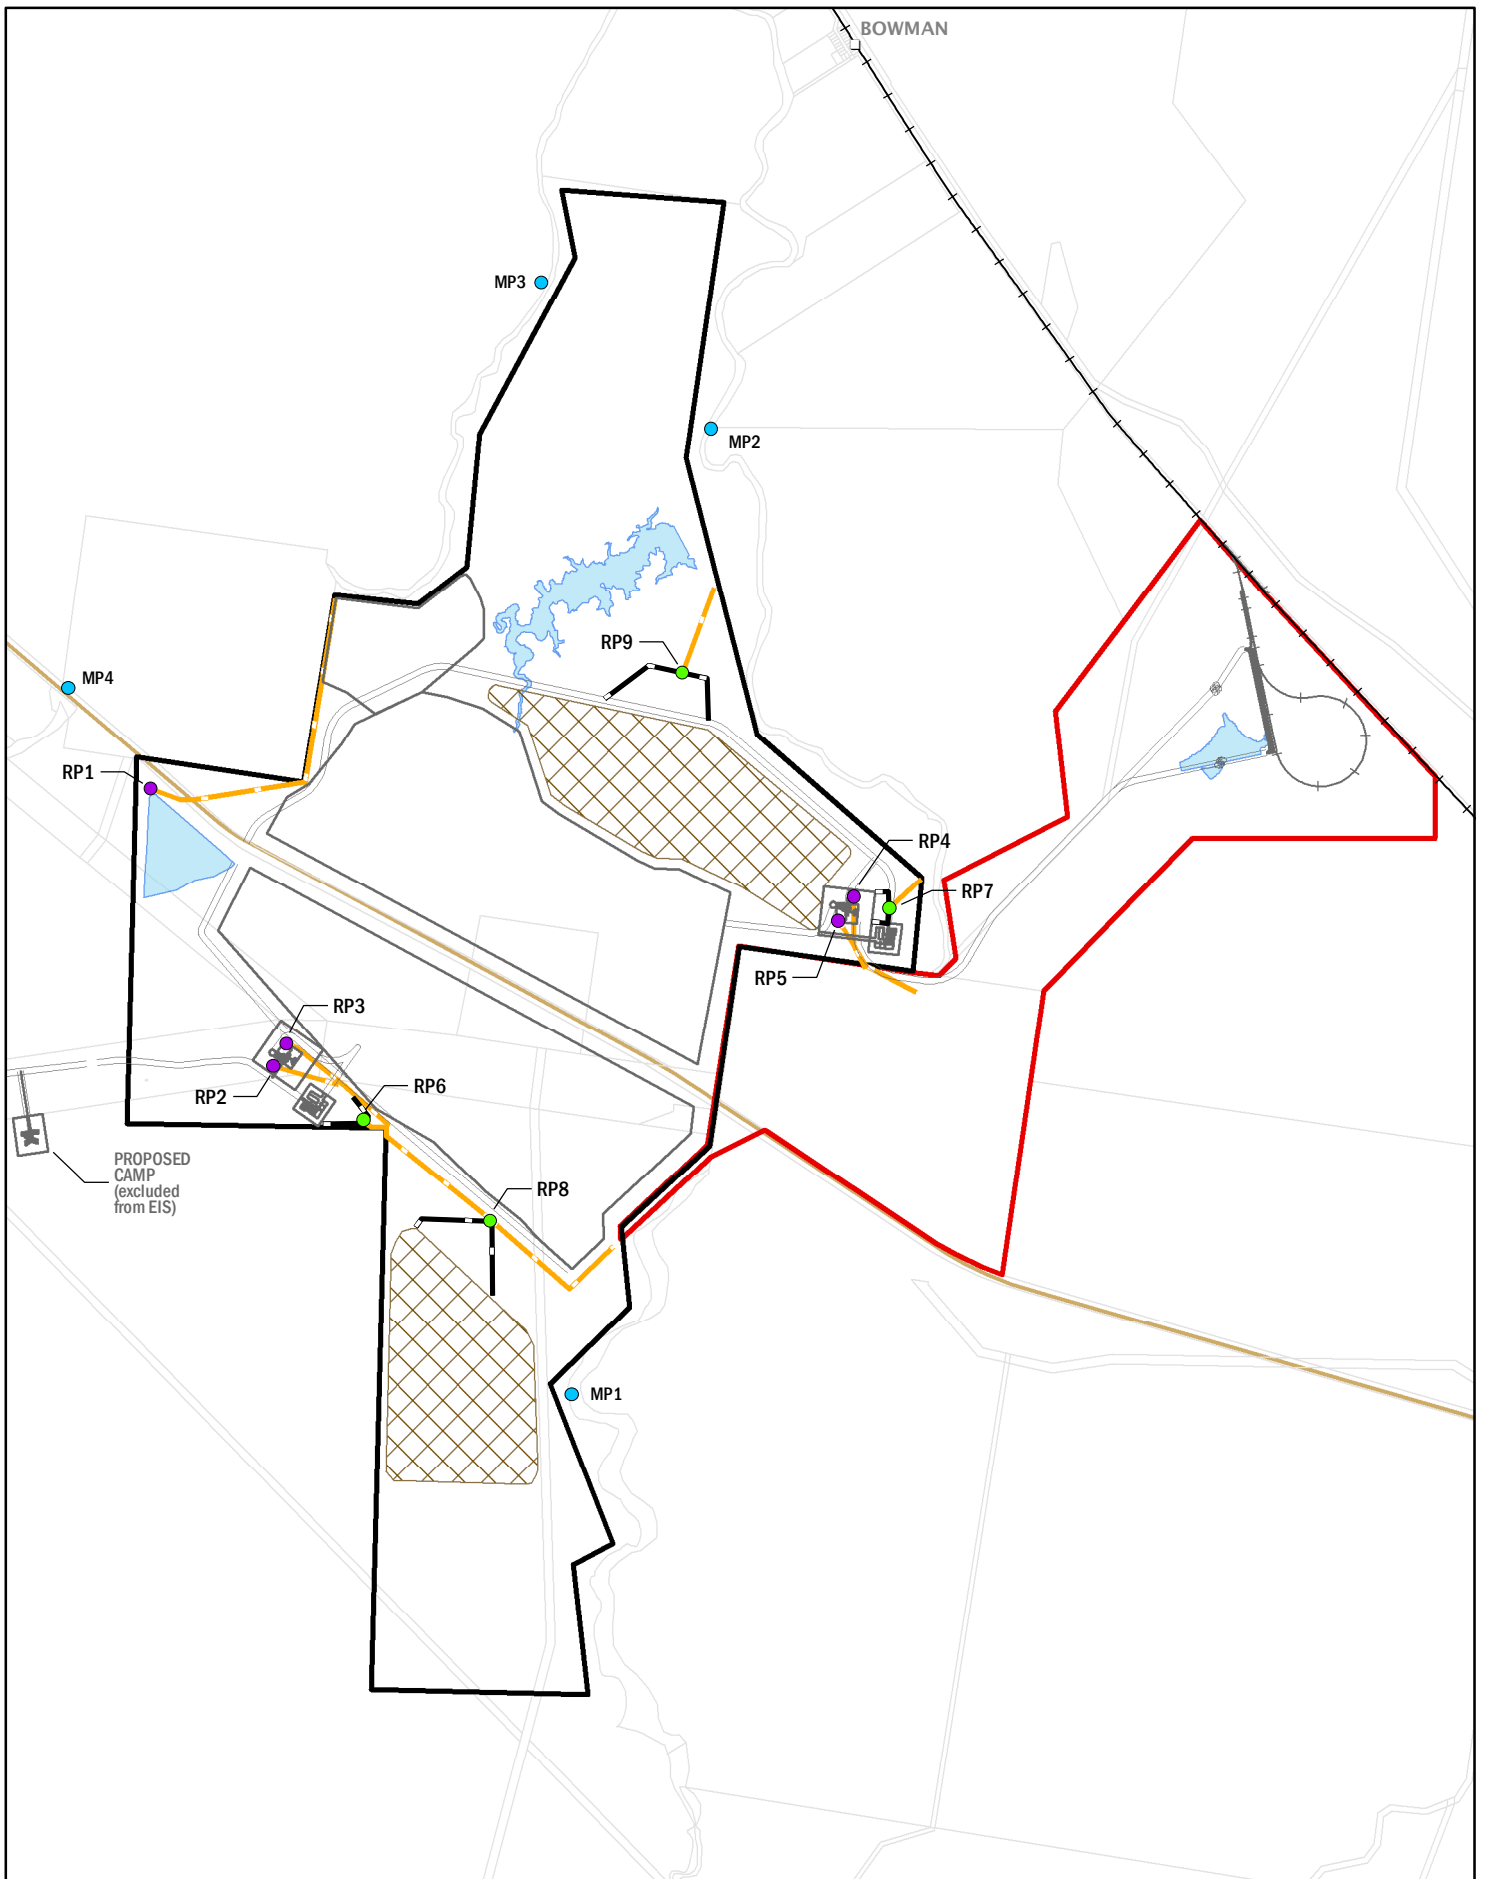 BOWMAN
MP3
MP2
RP9
MP4
RP1
RP4
RP7
RP5
RP3
RP6
RP2
PROPOSED
CAMP
(excluded
from EIS)
RP8
MP1